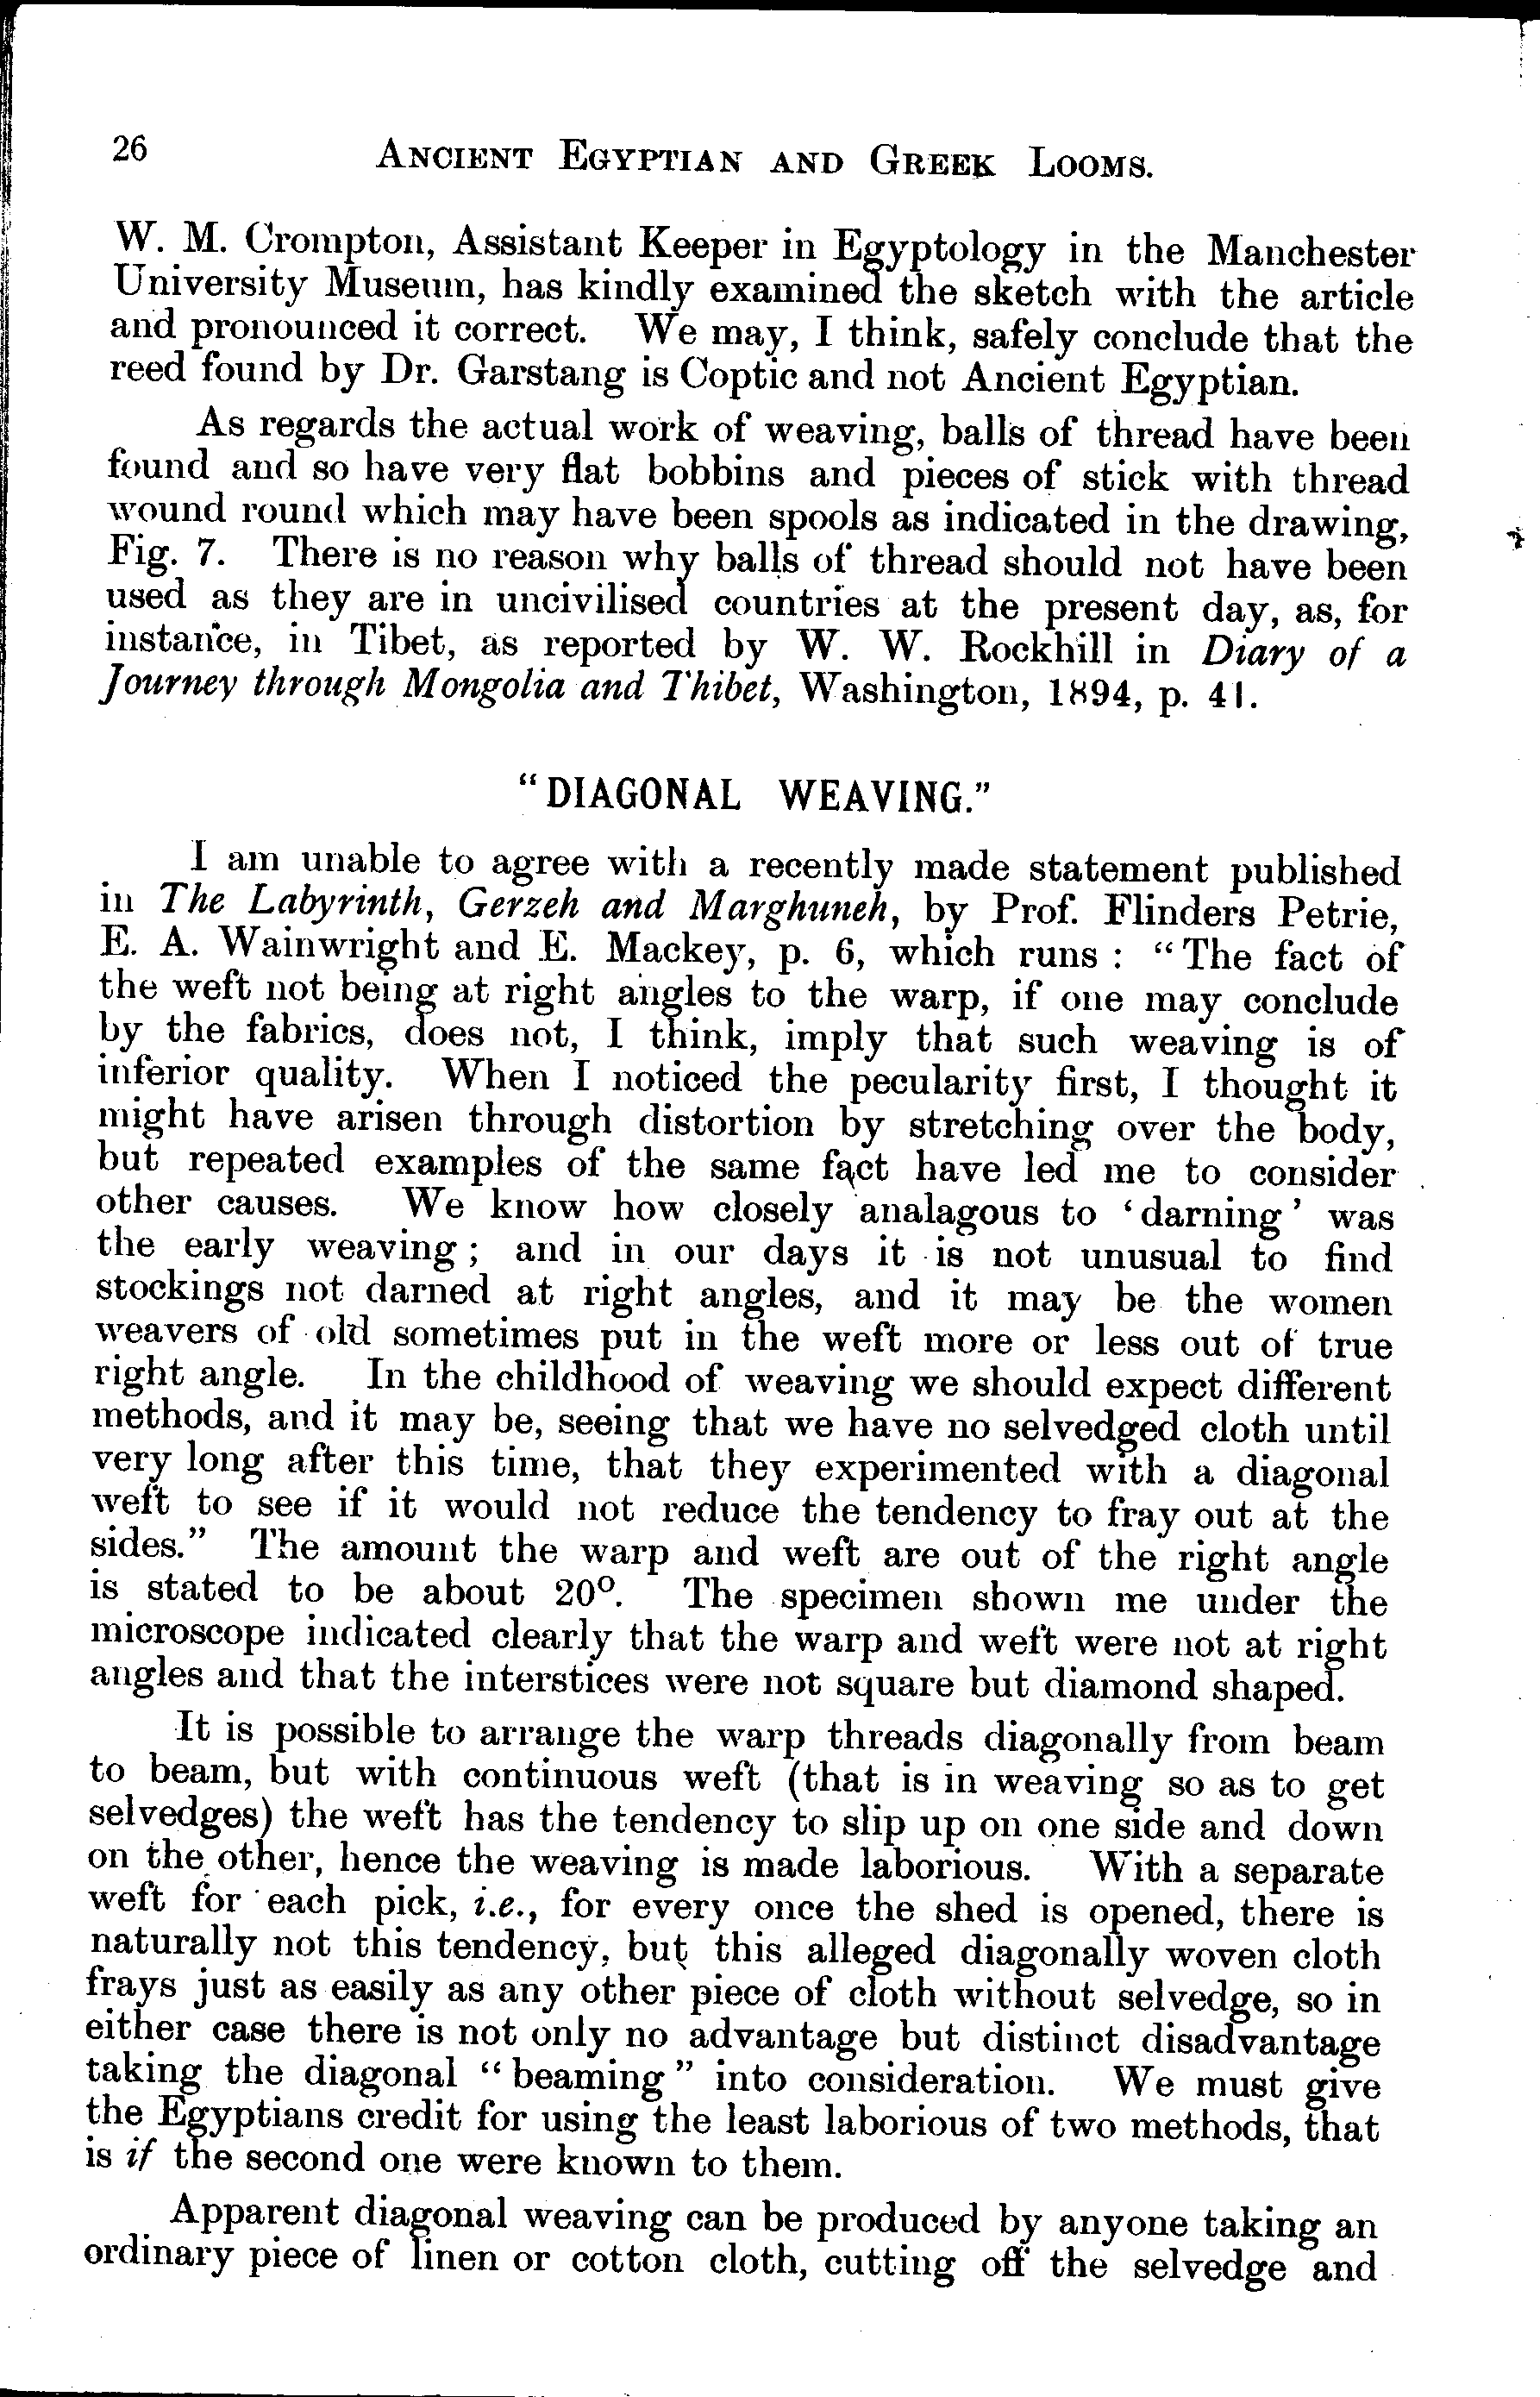 26 ANCIENT EGYPTIAN AND GREEK LOOMS.
W. M. Crompton, Assistant Keeper in Egyptology in the Manchester
University Museum, has kindly examined the sketch with the article
and pronounced it correct. We may, I think, safely conclude that the
reed found by Dr. Garstang is Coptic and not Ancient Egyptian.
As regards the actual work of weaving, balls of thread have been
found and so have very flat bobbins and pieces of stick with thread
wound round which may have been spools as indicated in the drawing,
Fig. 7. There is no reason why balls of thread should not have been
used as they are in uncivilised countries at the present day, as, for
instance, in Tibet, as reported by W. W. Rockhill in Diary of a
Journey through Mongolia and Thibet, Washington, 1894, p. 41.
"DIAGONAL WEAVING."
I am unable to agree with a recently made statement published
in The Labyrinth, Gerzeh and Marghuneh, by Prof. Flinders Petrie,
E. A. Wainwright and E. Mackey, p. 6, which runs : "The fact of
the weft not being at right angles to the warp, if one may conclude
by the fabrics, does not, I think, imply that such weaving is of
inferior quality. When I noticed the pecularity first, I thought it
might have arisen through distortion by stretching over the body,
but repeated examples of the same fact have led me to consider
other causes. We know how closely analagous to 'darning' was
the early weaving ; and in our days it is not unusual to find
stockings not darned at right angles, and it may be the women
weavers of old sometimes put in the weft more or less out of true
right angle. In the childhood of weaving we should expect different
methods, and it may be, seeing that we have no selvedged cloth until
very long after this time, that they experimented with a diagonal
weft to see if it would not reduce the tendency to fray out at the
sides." The amount the warp and weft are out of the right angle
is stated to be about 20°. The specimen shown me under the
microscope indicated clearly that the warp and weft were not at right
angles and that the interstices were not square but diamond shaped.
It is possible to arrange the warp threads diagonally from beam
to beam, but with continuous weft (that is in weaving so as to get
selvedges) the weft has the tendency to slip up on one side and down
on the other, hence the weaving is made laborious. With a separate
weft for each pick, i.e., for every once the shed is opened, there is
naturally not this tendency, but this alleged diagonally woven cloth
frays just as easily as any other piece of cloth without selvedge, so in
either case there is not only no advantage but distinct disadvantage
taking the diagonal "beaming" into consideration. We must give
the Egyptians credit for using the least laborious of two methods, that
is if the second one were known to them.
Apparent diagonal weaving can be produced by anyone taking an
ordinary piece of linen or cotton cloth, cutting off the selvedge and